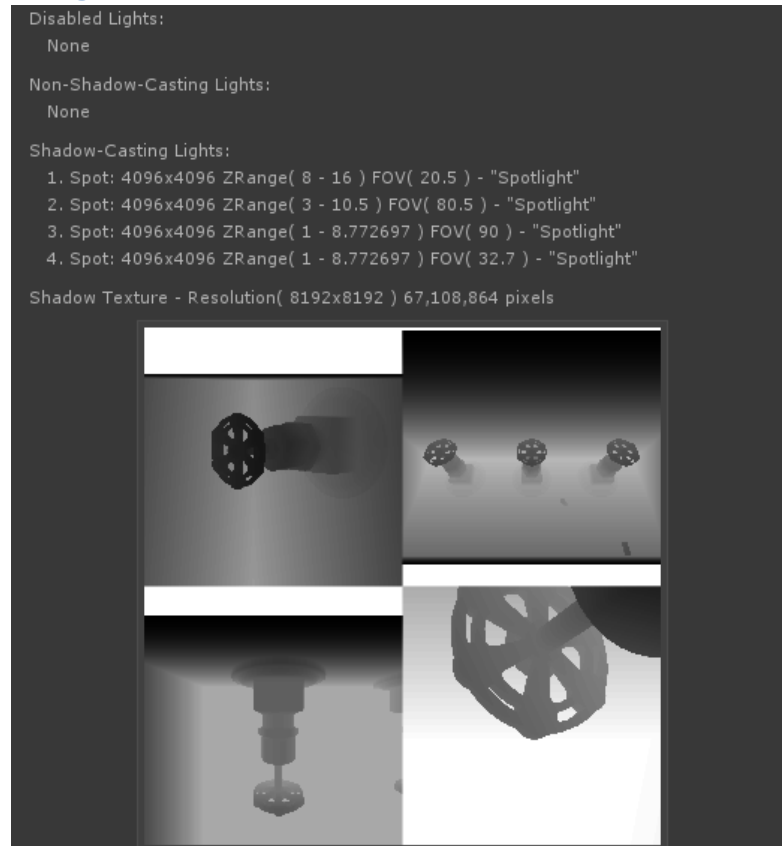 Disabled Lights:
None
Non-Shadow-Casting Lights:
None
Shadow-Casting Lights:
1. Spot: 4096x4096 ZRange( 8 - 16 ) FOV( 20.5 ) - "Spotlight"
2. Spot: 4096x4096 ZRange( 3 - 10.5 ) FOV( 80.5 ) - "Spotlight"
3. Spot: 4096x4096 ZRange( 1 - 8.772697 ) FOV( 90 ) - "Spotlight"
4. Spot: 4096x4096 ZRange( 1 - 8.772697 ) FOV( 32.7 ) - "Spotlight"
Shadow Texture - Resolution( 8192x8192 ) 67,108,864 pixels